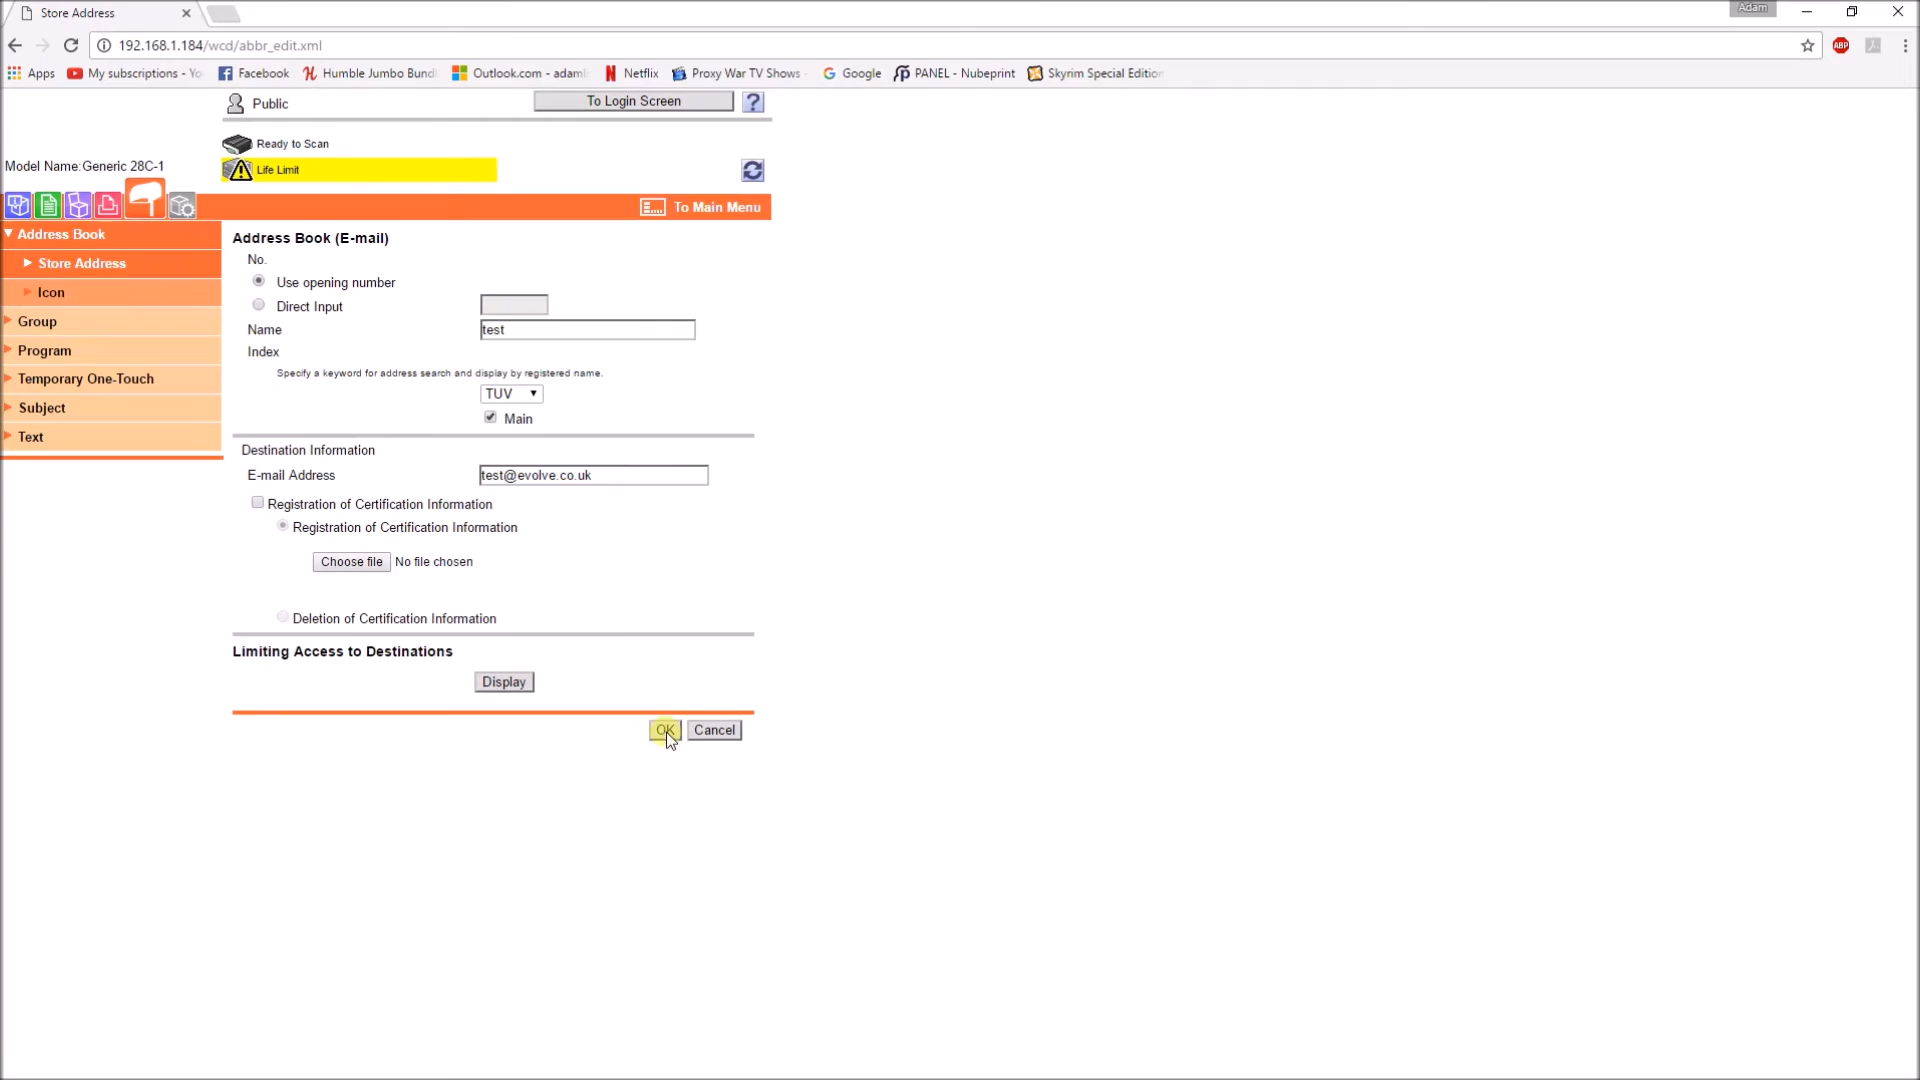 Store Address
Adam
192.168.1.184/wcd/abbr_edit.xml
ABP
Apps My subscriptions - Yo Facebook Humble Jumbo Bundl Outlook.com - adaml Netflix Proxy War TV Shows - Google PANEL - Nubeprint Skyrim Special Edition
Public To Login Screen ?
Ready to Scan
Model Name:Generic 28C-1
Life Limit
To Main Menu
Address Book
Store Address
Icon
Group
Program
Temporary One-Touch
Subject
Text
Address Book (E-mail)
No.
Use opening number
Direct Input
Name test
Index
Specify a keyword for address search and display by registered name.
TUV
Main
Destination Information
E-mail Address test@evolve.co.uk
Registration of Certification Information
Registration of Certification Information
Choose file No file chosen
Deletion of Certification Information
Limiting Access to Destinations
Display
OK Cancel